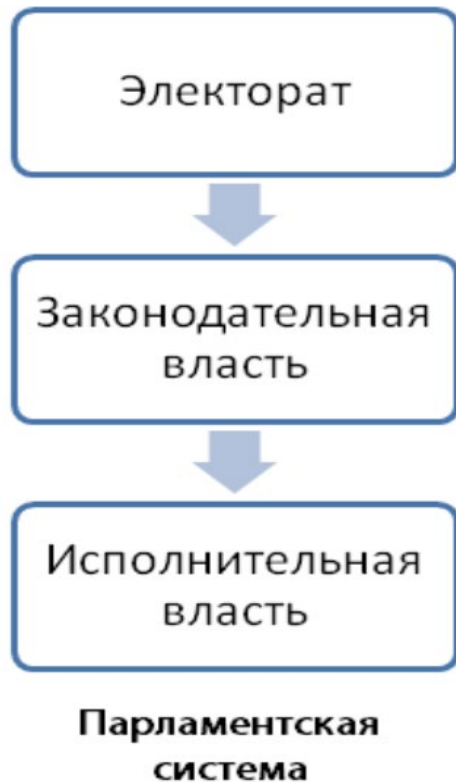 Электорат
Законодательная
власть
Исполнительная
власть
Парламентская
система